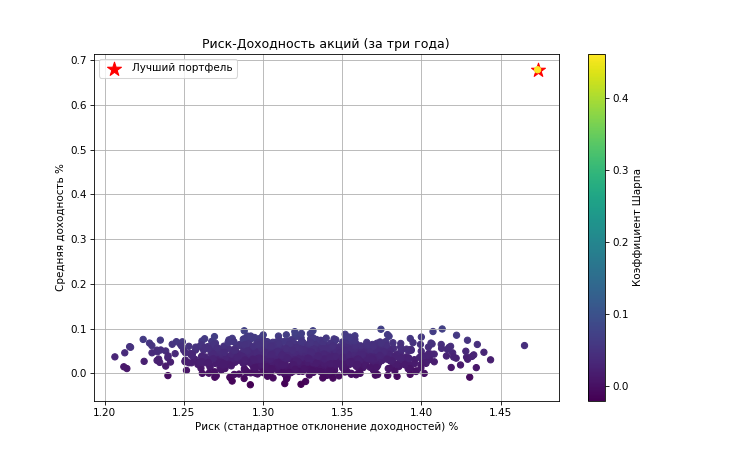 Риск-Доходность акций (за три года)
Лучший портфель
0.7
0.6
0.5
0.4
0.3
0.2
0.1
0.0
Средняя доходность %
1.20 1.25 1.30 1.35 1.40 1.45
Риск (стандартное отклонение доходностей) %
0.4
0.3
0.2
0.1
0.0
Коэффициент Шарпа